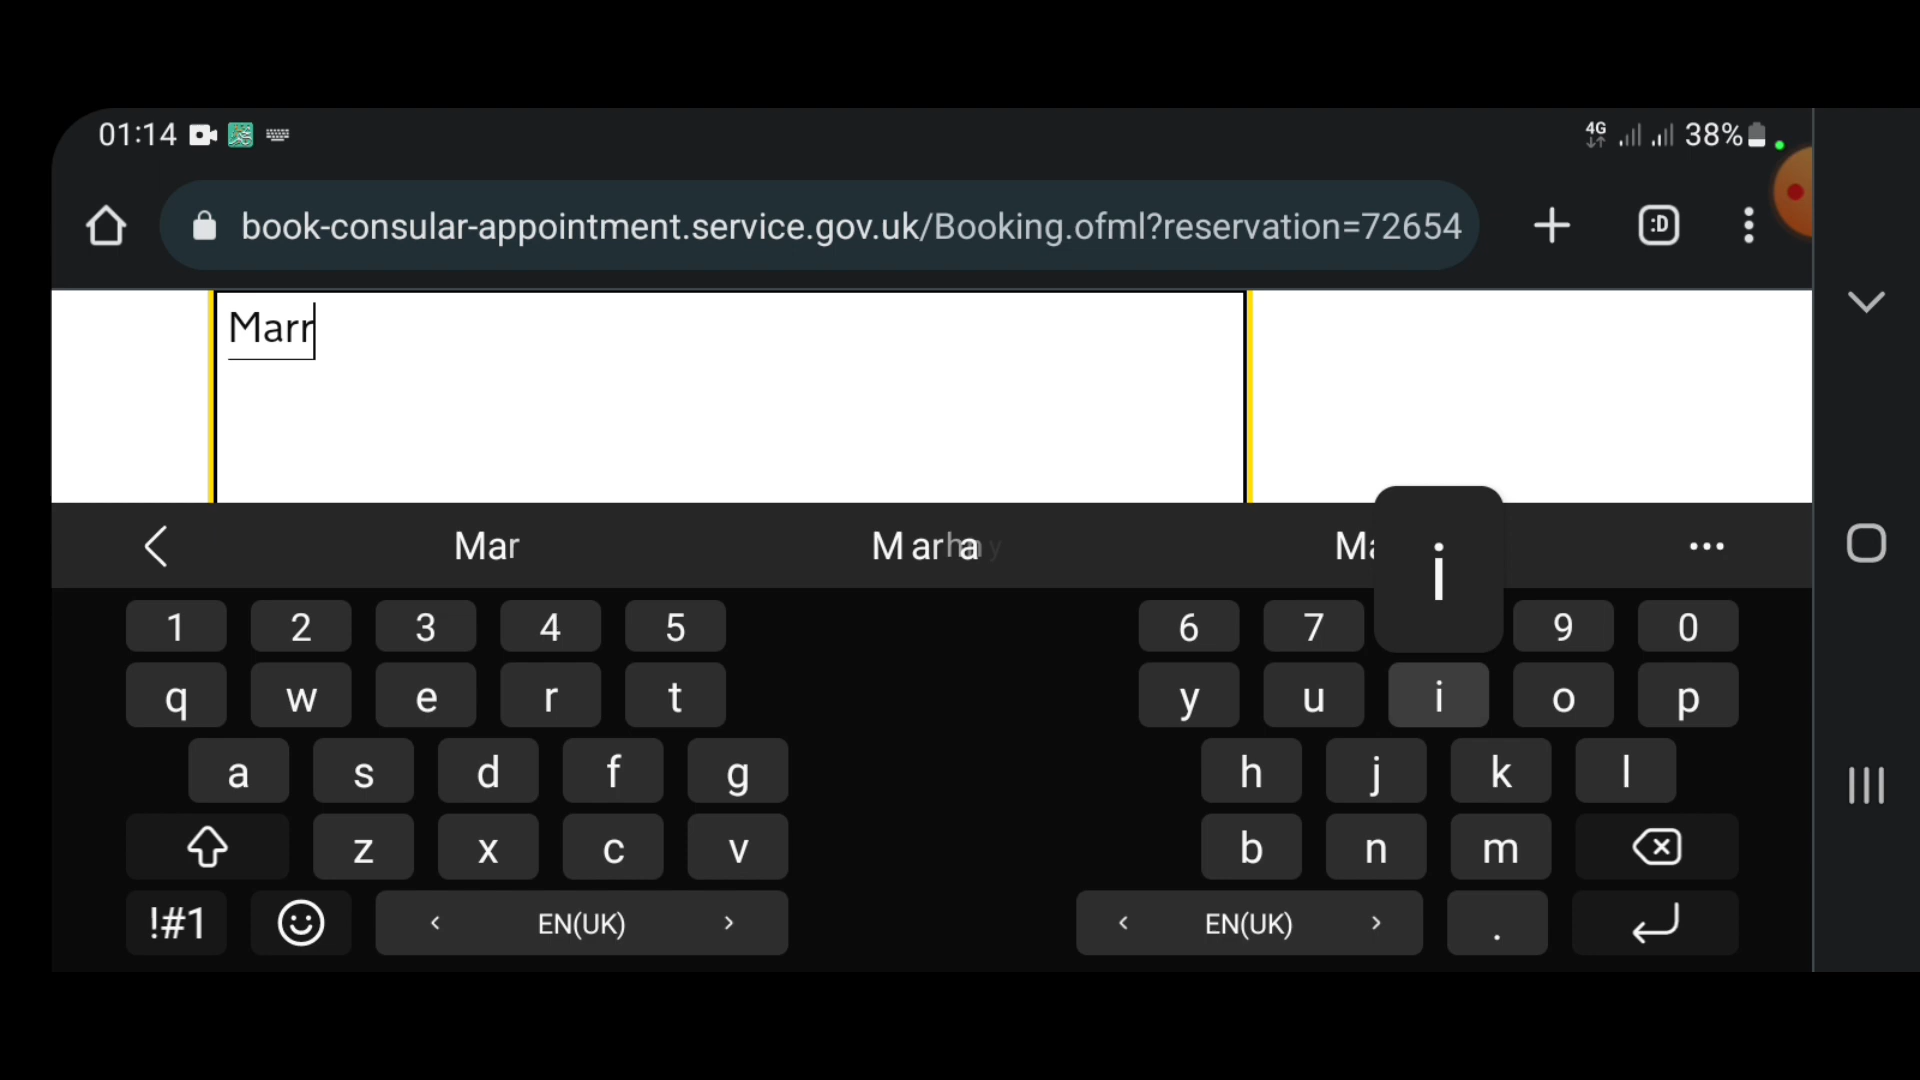 01:14 4G 38%
book-consular-appointment.service.gov.uk/Booking.ofml?reservation=72654 :D
Marr
Mar
i
1 2 3 4 5 6 7 9 0
q w e r t y u i o p
a s d f g h j k l
z x c v b n m
!#1 < EN(UK) > < EN(UK) > .